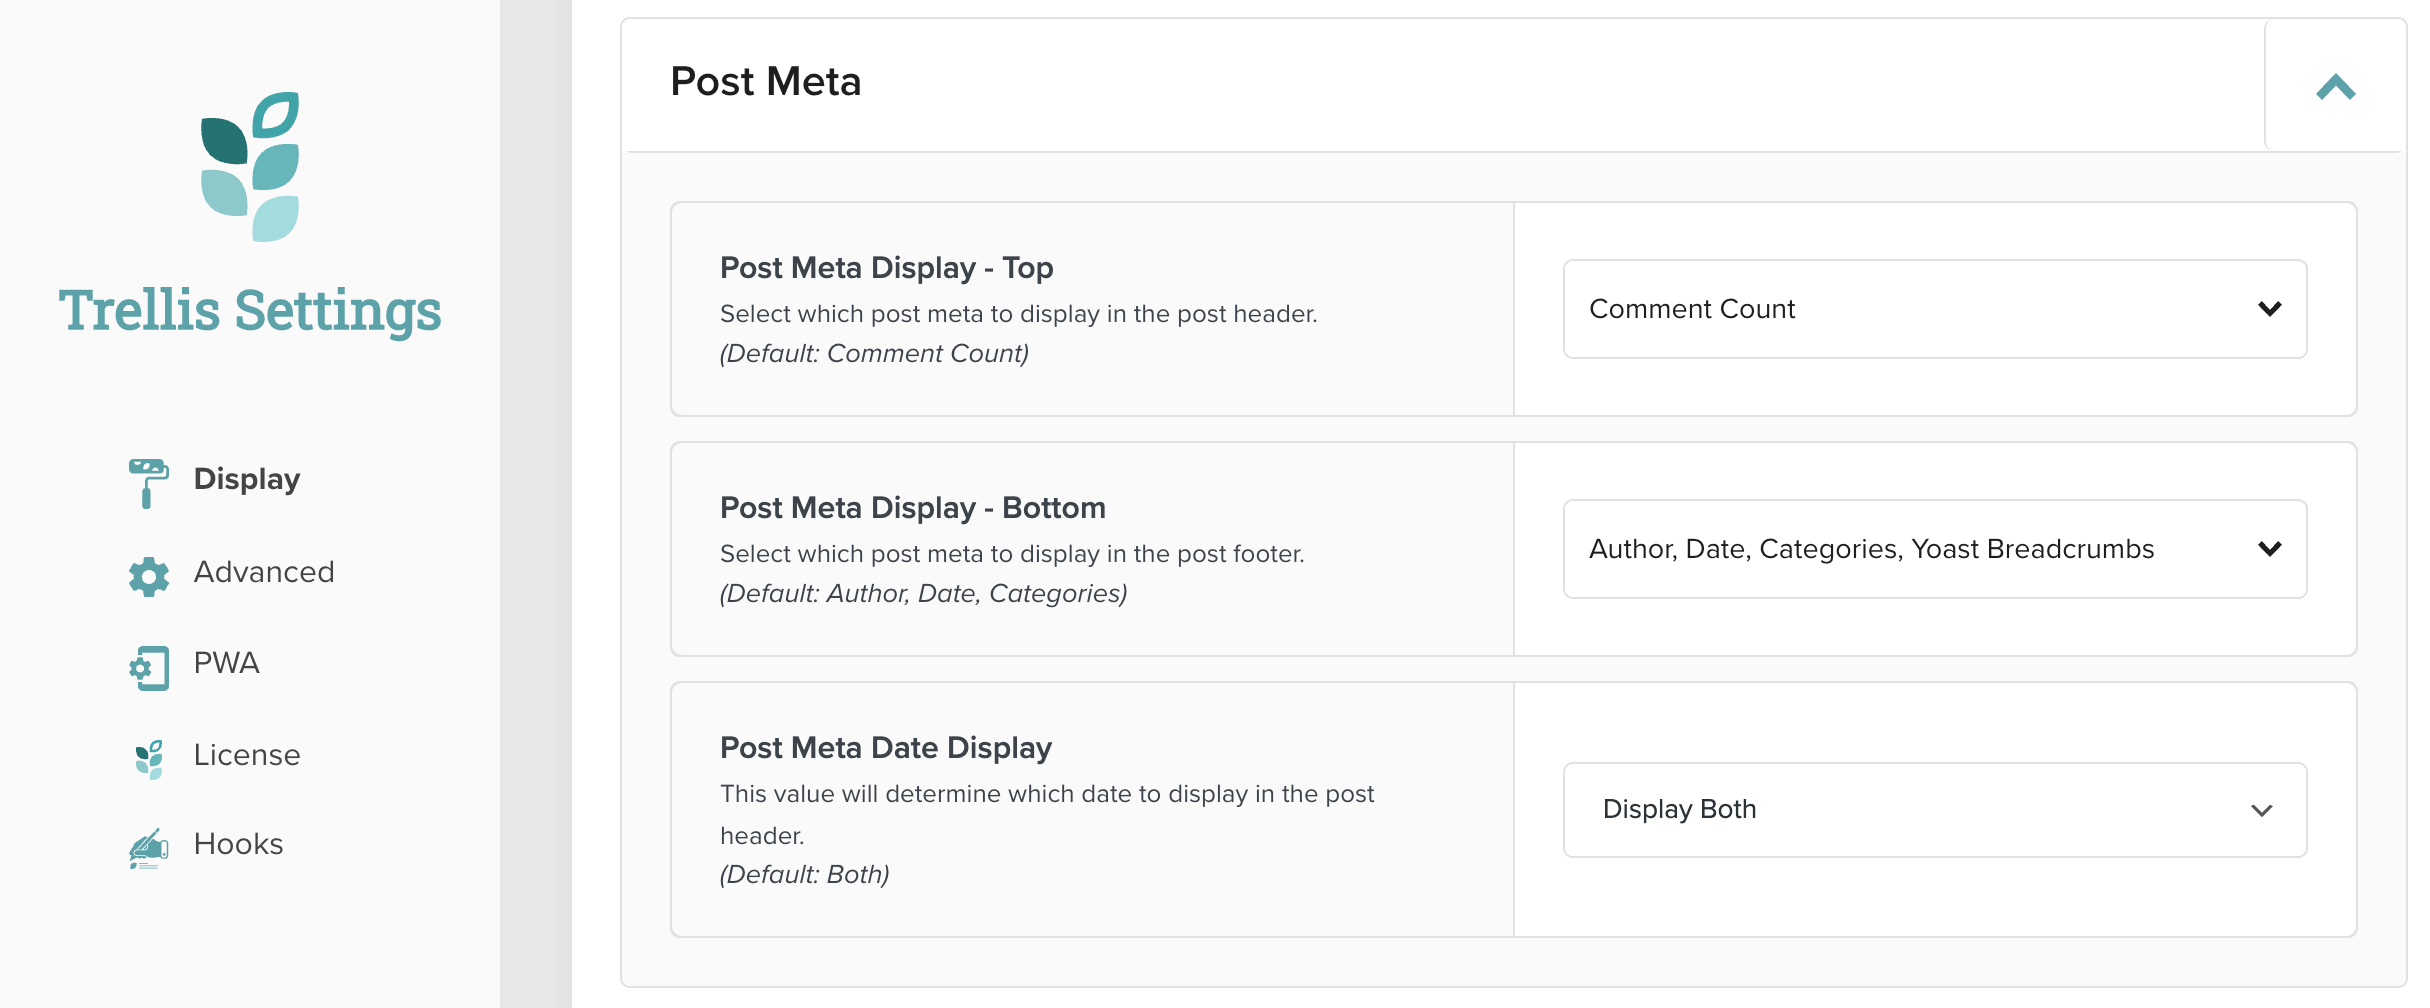 Trellis Settings
Display
Advanced
PWA
License
Hooks
Post Meta
Post Meta Display - Top
Select which post meta to display in the post header.
(Default: Comment Count)
Comment Count
Post Meta Display - Bottom
Select which post meta to display in the post footer.
(Default: Author, Date, Categories)
Author, Date, Categories, Yoast Breadcrumbs
Post Meta Date Display
This value will determine which date to display in the post
header.
(Default: Both)
Display Both